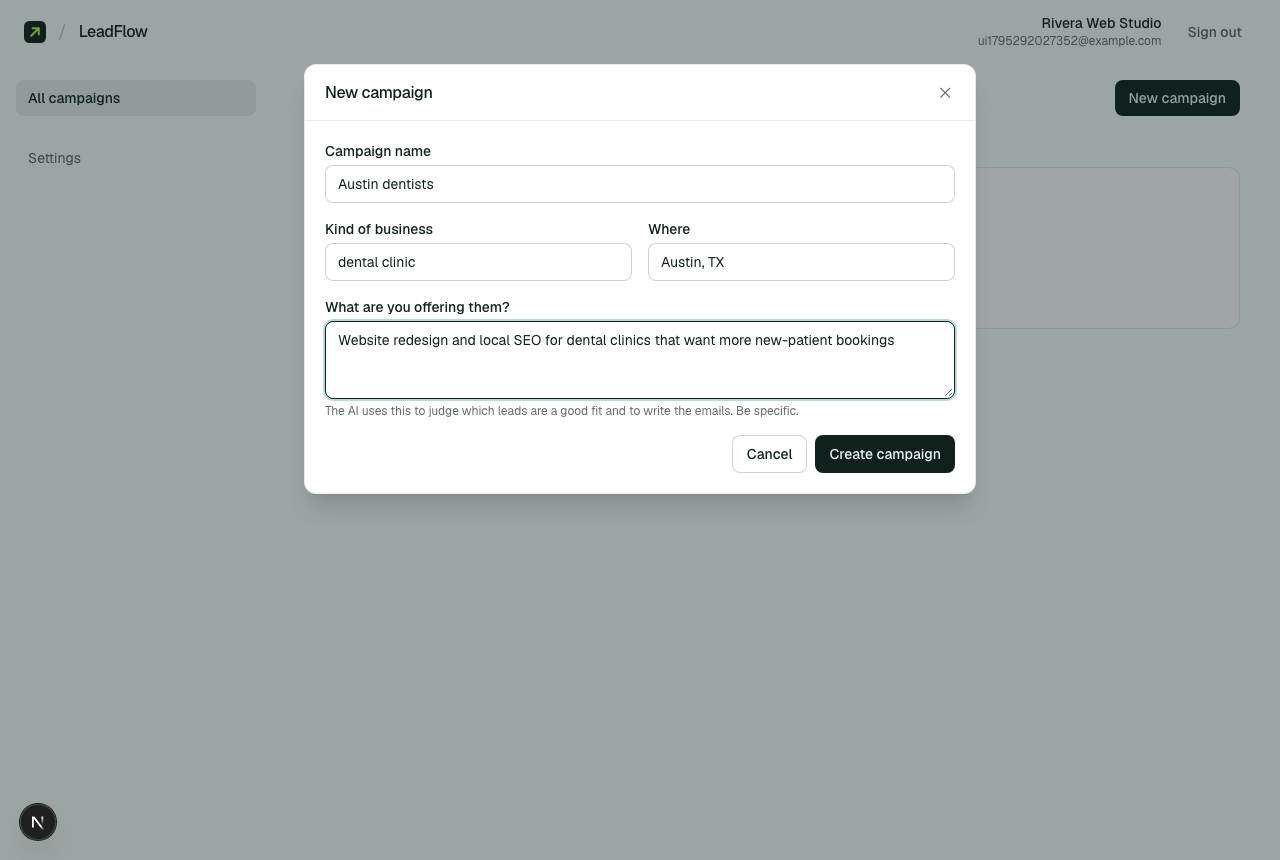 / LeadFlow
Rivera Web Studio
ui1795292027352@example.com
Sign out
All campaigns
Settings
New campaign
New campaign
Campaign name
Austin dentists
Kind of business
Where
dental clinic
Austin, TX
What are you offering them?
Website redesign and local SEO for dental clinics that want more new-patient bookings
The AI uses this to judge which leads are a good fit and to write the emails. Be specific.
Cancel
Create campaign
N